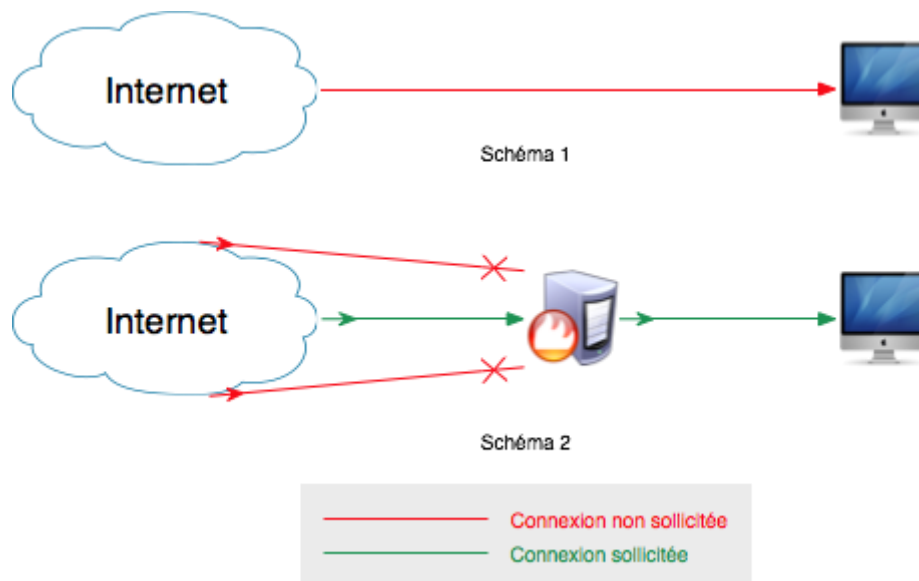 Internet
Schéma 1
Internet
Schéma 2
Connexion non sollicitée
Connexion sollicitée